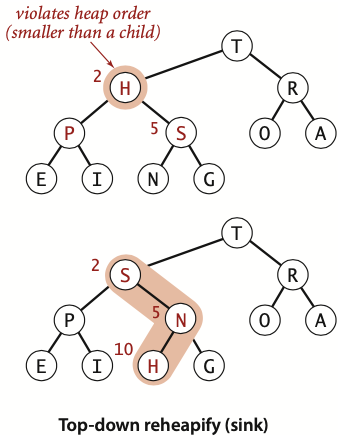 violates heap order
(smaller than a child)
T
2 H R
P 5 S O A
E I N G
T
2 S R
P 5 N O A
E I 10 H G
Top-down reheapify (sink)